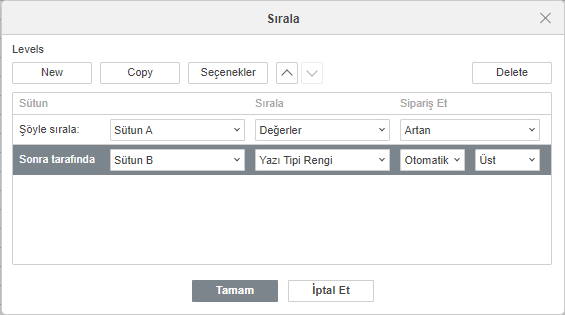 Sırala
Levels
New Copy Seçenekler Delete
Sütun Sırala Sipariş Et
Şöyle sırala: Sütun A Değerler Artan
Sonra tarafında Sütun B Yazı Tipi Rengi Otomatik Üst
Tamam İptal Et